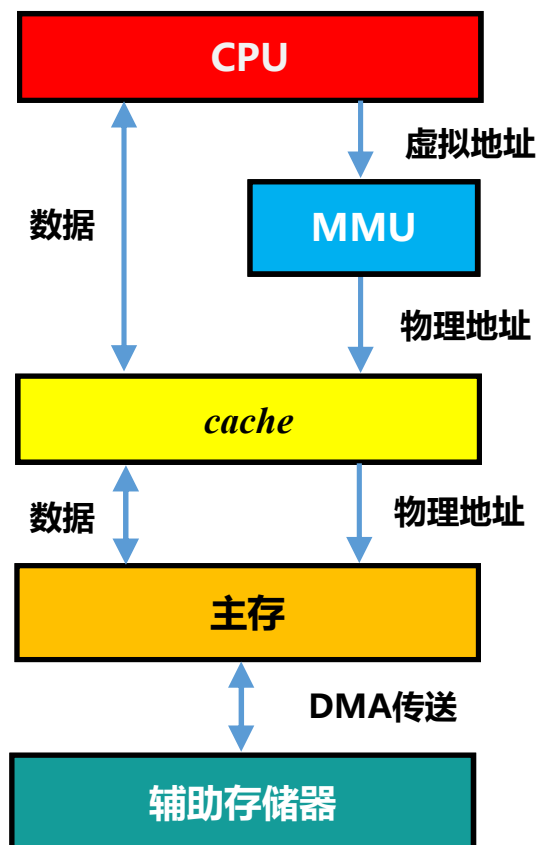 CPU
虚拟地址
数据
MMU
物理地址
cache
数据
物理地址
主存
DMA传送
辅助存储器